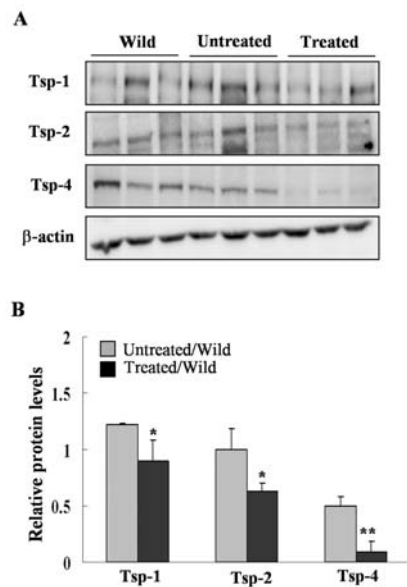 A
Wild Untreated Treated
Tsp-1
Tsp-2
Tsp-4
β-actin
B
Relative protein levels
2
1.5
1
0.5
0
Untreated/Wild
Treated/Wild
*
*
**
Tsp-1 Tsp-2 Tsp-4